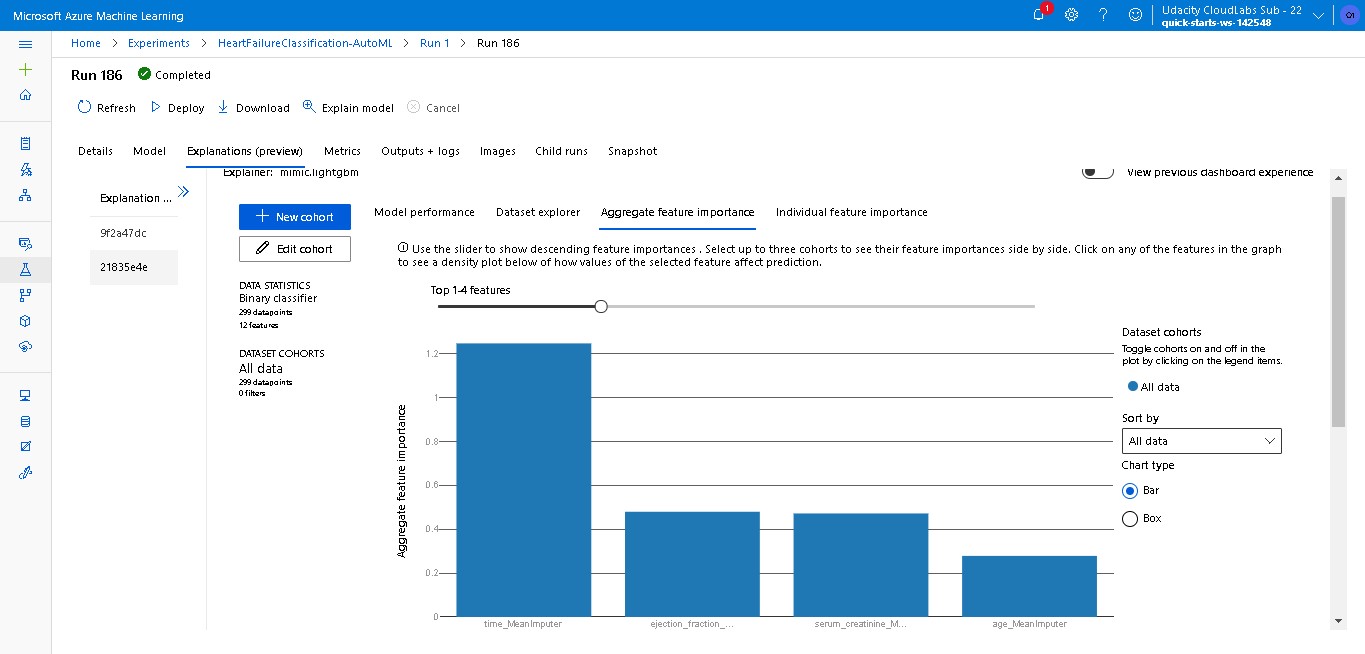 Microsoft Azure Machine Learning
1
Udacity CloudLabs Sub - 22
quick-starts-ws-142548
O1
Home > Experiments > HeartFailureClassification-AutoML > Run 1 > Run 186
Run 186 Completed
Refresh Deploy Download Explain model Cancel
Details Model Explanations (preview) Metrics Outputs + logs Images Child runs Snapshot
Explainer: mimic.lightgbm
View previous dashboard experience
Explanation ...
9f2a47dc
21835e4e
New cohort
Edit cohort
DATA STATISTICS
Binary classifier
299 datapoints
12 features
DATASET COHORTS
All data
299 datapoints
0 filters
Model performance Dataset explorer Aggregate feature importance Individual feature importance
Use the slider to show descending feature importances . Select up to three cohorts to see their feature importances side by side. Click on any of the features in the graph
to see a density plot below of how values of the selected feature affect prediction.
Top 1-4 features
Aggregate feature importance
1.2
1
0.8
0.6
0.4
0.2
0
time_MeanImputer ejection_fraction_... serum_creatinine_M... age_MeanImputer
Dataset cohorts
Toggle cohorts on and off in the
plot by clicking on the legend items.
All data
Sort by
All data
Chart type
Bar
Box